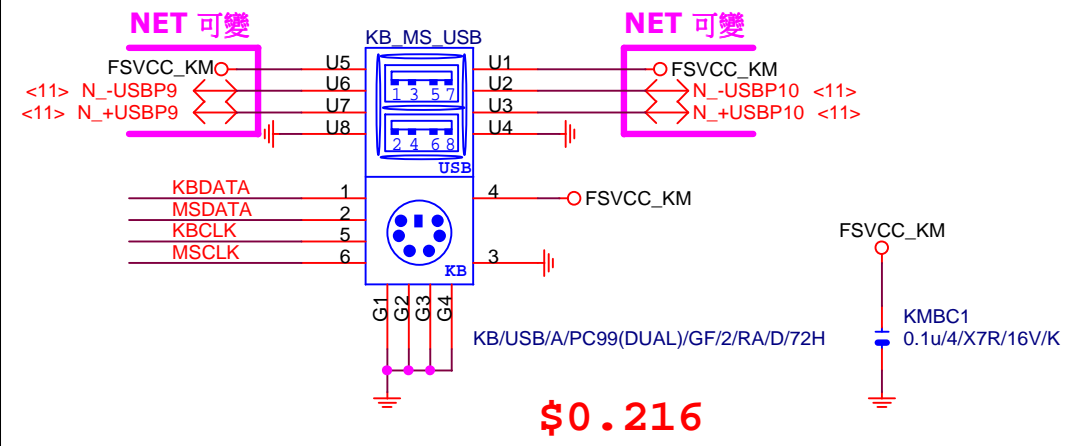 NET 可變
NET 可變
KB_MS_USB
FSVCC_KM U5 U1 FSVCC_KM
<11> N_-USBP9 U6 U2 N_-USBP10 <11>
<11> N_+USBP9 U7 U3 N_+USBP10 <11>
U8 U4
1 3 5 7
2 4 6 8
USB
KBDATA 1 4 FSVCC_KM
MSDATA 2
KBCLK 5
MSCLK 6 3
KB
G1 G2 G3 G4
KB/USB/A/PC99(DUAL)/GF/2/RA/D/72H
FSVCC_KM
KMBC1
0.1u/4/X7R/16V/K
$0.216